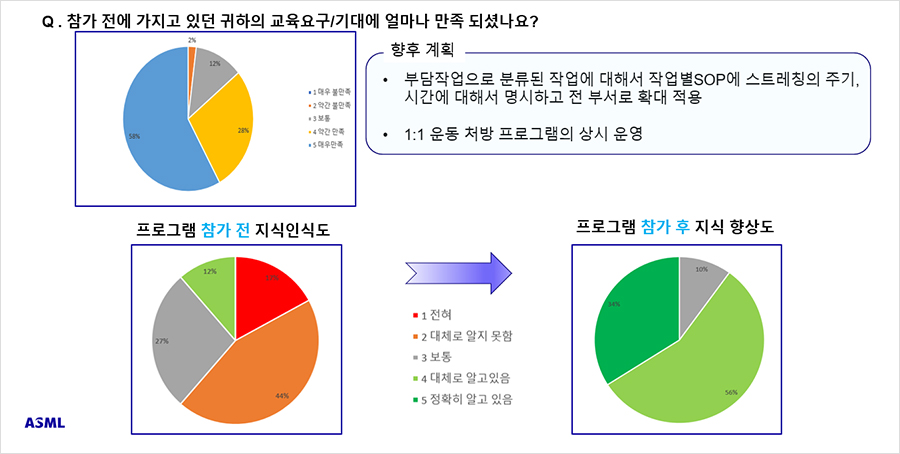 Q . 참가 전에 가지고 있던 귀하의 교육요구/기대에 얼마나 만족 되셨나요?
2%
12%
28%
58%
1 매우 불만족
2 약간 불만족
3 보통
4 약간 만족
5 매우만족
향후 계획
• 부담작업으로 분류된 작업에 대해서 작업별SOP에 스트레칭의 주기,
시간에 대해서 명시하고 전 부서로 확대 적용
• 1:1 운동 처방 프로그램의 상시 운영
프로그램 참가 전 지식인식도
12%
27%
44%
1 전혀
2 대체로 알지 못함
3 보통
4 대체로 알고있음
5 정확히 알고 있음
프로그램 참가 후 지식 향상도
10%
34%
56%
ASML